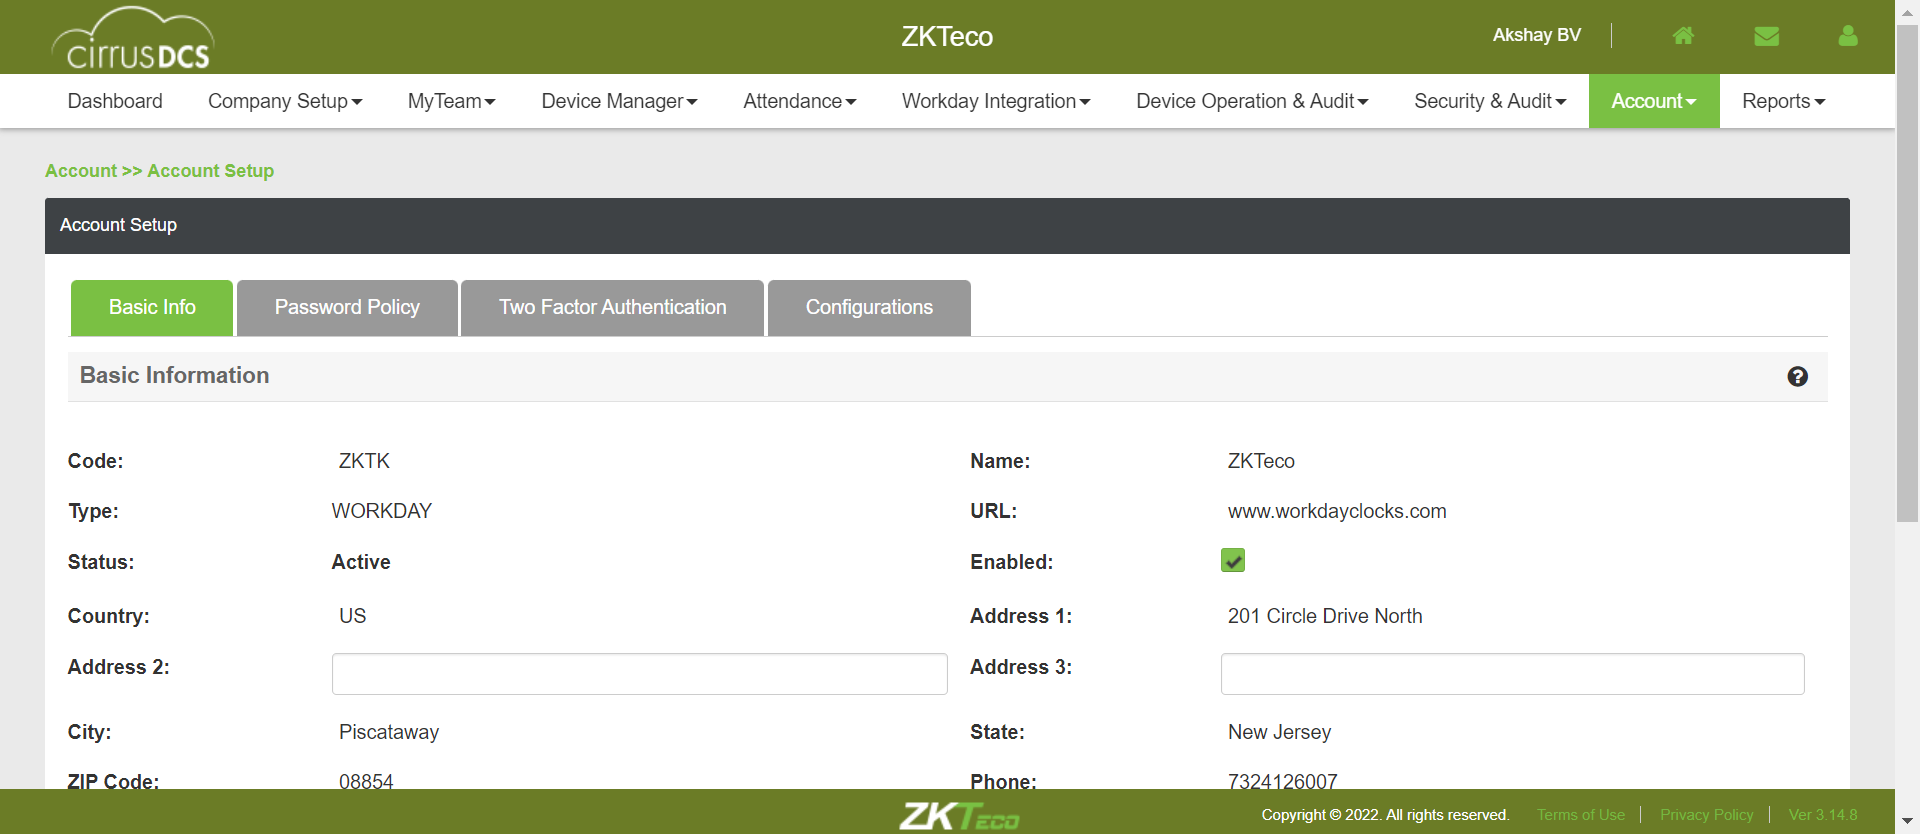 cirrusDCS
ZKTeco
Akshay BV
Dashboard Company Setup MyTeam Device Manager Attendance Workday Integration Device Operation & Audit Security & Audit Account Reports
Account >> Account Setup
Account Setup
Basic Info Password Policy Two Factor Authentication Configurations
Basic Information
Code: ZKTK Name: ZKTeco
Type: WORKDAY URL: www.workdayclocks.com
Status: Active Enabled:
Country: US Address 1: 201 Circle Drive North
Address 2: Address 3:
City: Piscataway State: New Jersey
ZIP Code: 08854 Phone: 7324126007
ZKTeco Copyright © 2022. All rights reserved. Terms of Use Privacy Policy Ver 3.14.8